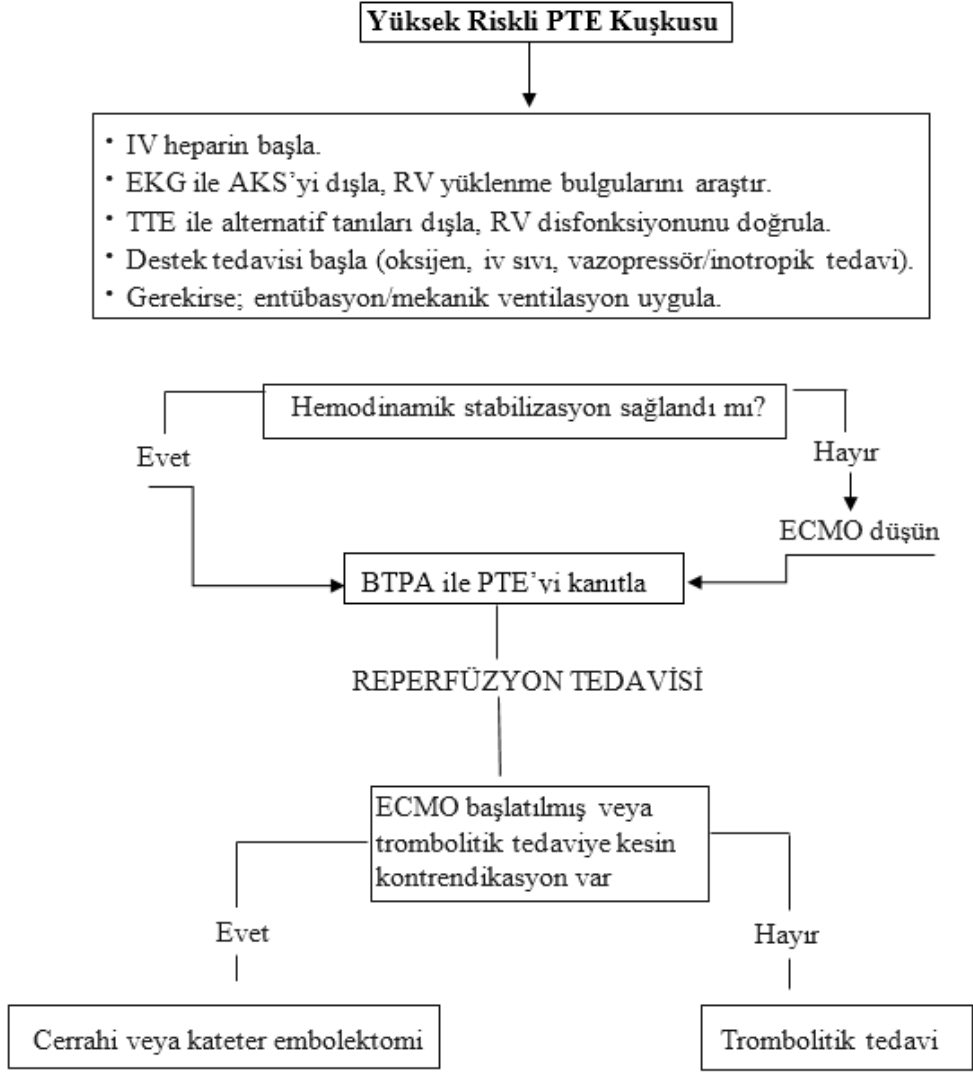 Yüksek Riskli PTE Kuşkusu
• IV heparin başla.
• EKG ile AKS’yi dışla, RV yüklenme bulgularını araştır.
• TTE ile alternatif tanıları dışla, RV disfonksiyonunu doğrula.
• Destek tedavisi başla (oksijen, iv sıvı, vazopressör/inotropik tedavi).
• Gerekirse; entübasyon/mekanik ventilasyon uygula.
Hemodinamik stabilizasyon sağlandı mı?
Evet
Hayır
ECMO düşün
BTPA ile PTE’yi kanıtla
REPERFÜZYON TEDAVİSİ
ECMO başlatılmış veya
trombolitik tedaviye kesin
kontrendikasyon var
Evet
Hayır
Cerrahi veya kateter embolektomi
Trombolitik tedavi